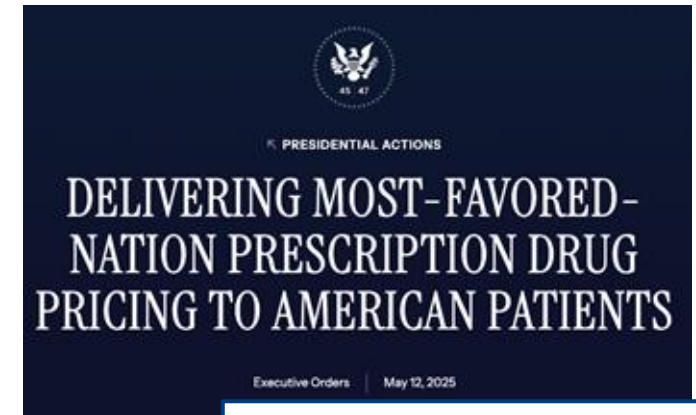 45 47
PRESIDENTIAL ACTIONS
DELIVERING MOST-FAVORED-
NATION PRESCRIPTION DRUG
PRICING TO AMERICAN PATIENTS
Executive Orders | May 12, 2025